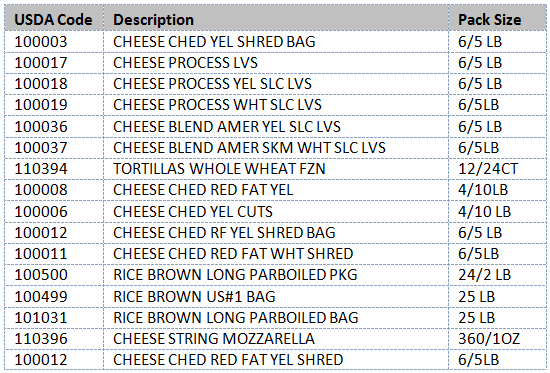 USDA Code Description Pack Size
100003 CHEESE CHED YEL SHRED BAG 6/5 LB
100017 CHEESE PROCESS LVS 6/5 LB
100018 CHEESE PROCESS YEL SLC LVS 6/5 LB
100019 CHEESE PROCESS WHT SLC LVS 6/5LB
100036 CHEESE BLEND AMER YEL SLC LVS 6/5 LB
100037 CHEESE BLEND AMER SKM WHT SLC LVS 6/5LB
110394 TORTILLAS WHOLE WHEAT FZN 12/24CT
100008 CHEESE CHED RED FAT YEL 4/10LB
100006 CHEESE CHED YEL CUTS 4/10 LB
100012 CHEESE CHED RF YEL SHRED BAG 6/5 LB
100011 CHEESE CHED RED FAT WHT SHRED 6/5LB
100500 RICE BROWN LONG PARBOILED PKG 24/2 LB
100499 RICE BROWN US#1 BAG 25 LB
101031 RICE BROWN LONG PARBOILED BAG 25 LB
110396 CHEESE STRING MOZZARELLA 360/1OZ
100012 CHEESE CHED RED FAT YEL SHRED 6/5LB